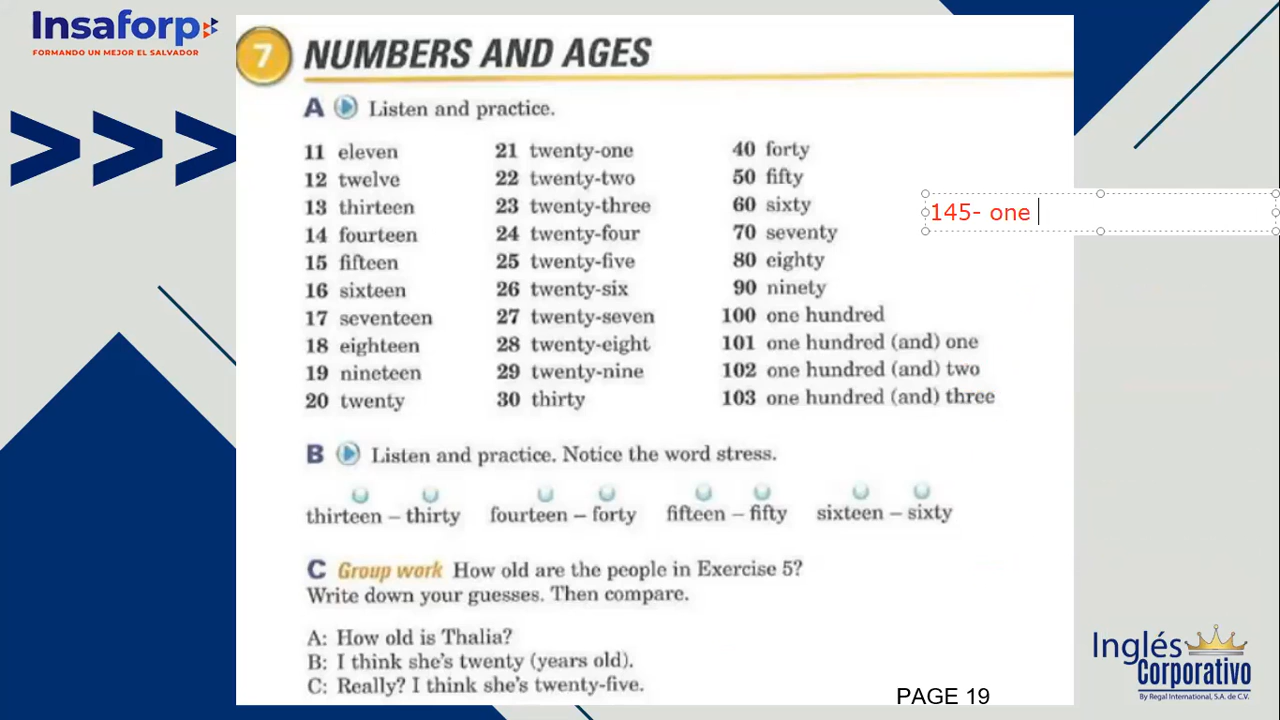 Insaforp
FORMANDO UN MEJOR EL SALVADOR
7 NUMBERS AND AGES
A Listen and practice.
11 eleven
12 twelve
13 thirteen
14 fourteen
15 fifteen
16 sixteen
17 seventeen
18 eighteen
19 nineteen
20 twenty
21 twenty-one
22 twenty-two
23 twenty-three
24 twenty-four
25 twenty-five
26 twenty-six
27 twenty-seven
28 twenty-eight
29 twenty-nine
30 thirty
40 forty
50 fifty
60 sixty
70 seventy
80 eighty
90 ninety
100 one hundred
101 one hundred (and) one
102 one hundred (and) two
103 one hundred (and) three
145- one
B Listen and practice. Notice the word stress.
thirteen – thirty fourteen – forty fifteen – fifty sixteen – sixty
C Group work How old are the people in Exercise 5?
Write down your guesses. Then compare.
A: How old is Thalia?
B: I think she's twenty (years old).
C: Really? I think she's twenty-five.
PAGE 19
Inglés
Corporativo
By Regal International, S.A. de C.V.